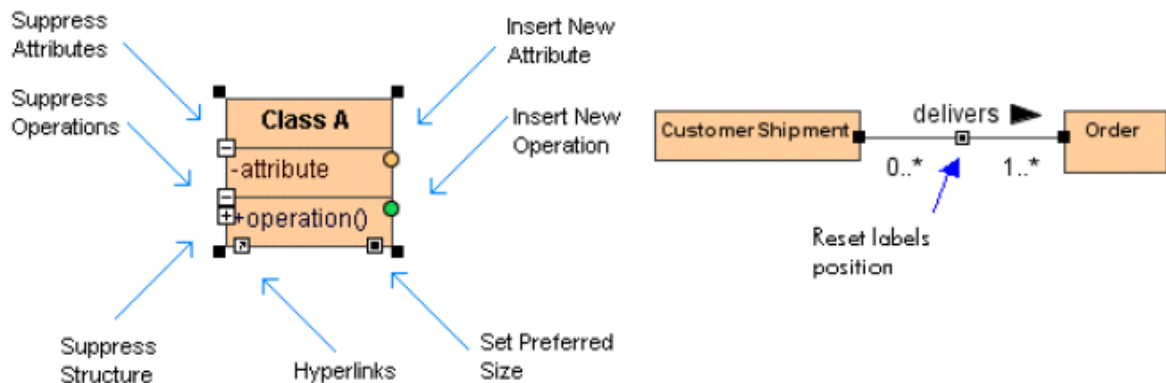 Suppress
Attributes
Insert New
Attribute
Suppress
Operations
Class A
-attribute
+operation()
Insert New
Operation
Suppress
Structure
Hyperlinks
Set Preferred
Size
CustomerShipment
delivers
Order
0..*
1..*
Reset labels
position